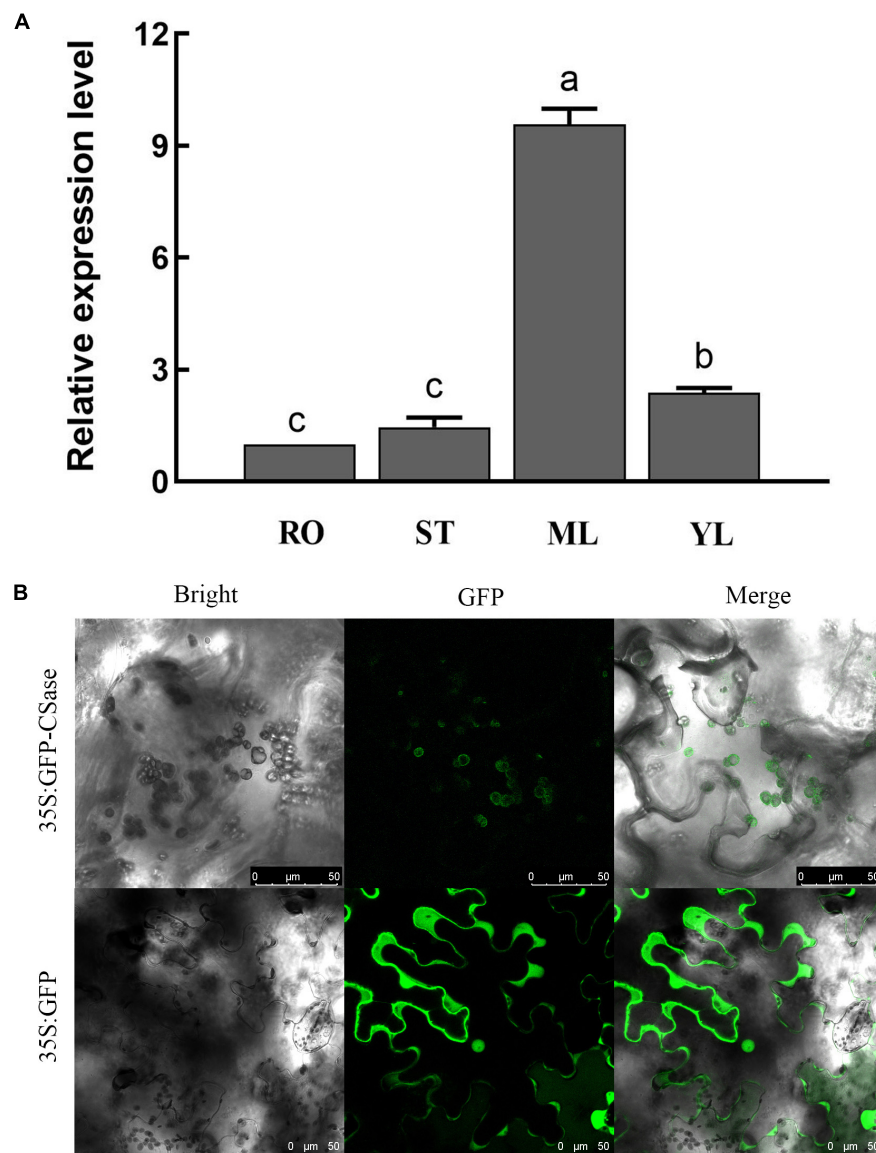 A
Relative expression level
12
9
6
3
0
c
c
a
b
RO ST ML YL
B
Bright GFP Merge
35S:GFP-CSase
0 µm 50
0 µm 50
0 µm 50
35S:GFP
0 µm 50
0 µm 50
0 µm 50